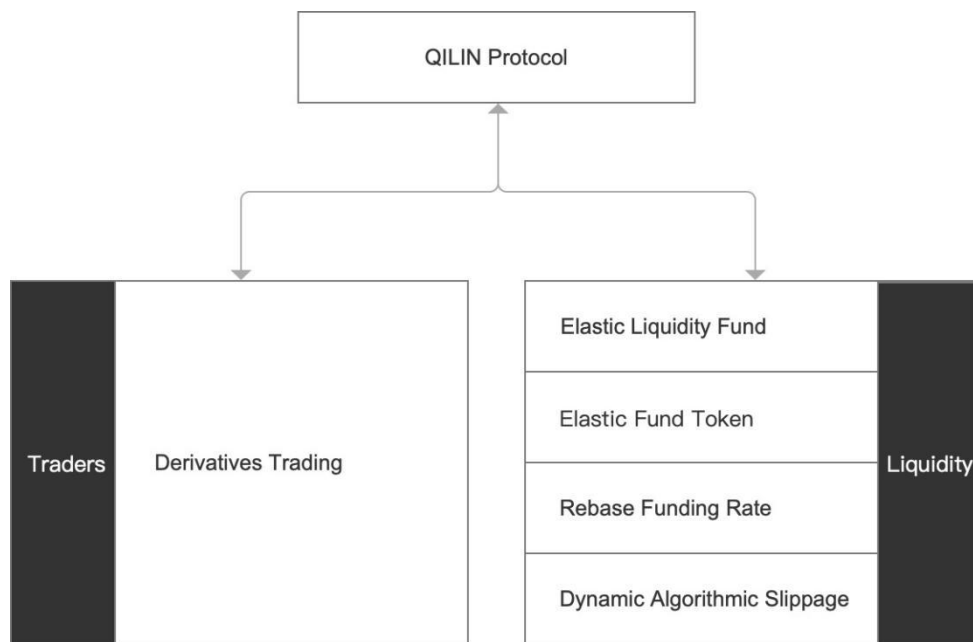 QILIN Protocol
Traders
Derivatives Trading
Elastic Liquidity Fund
Elastic Fund Token
Rebase Funding Rate
Dynamic Algorithmic Slippage
Liquidity